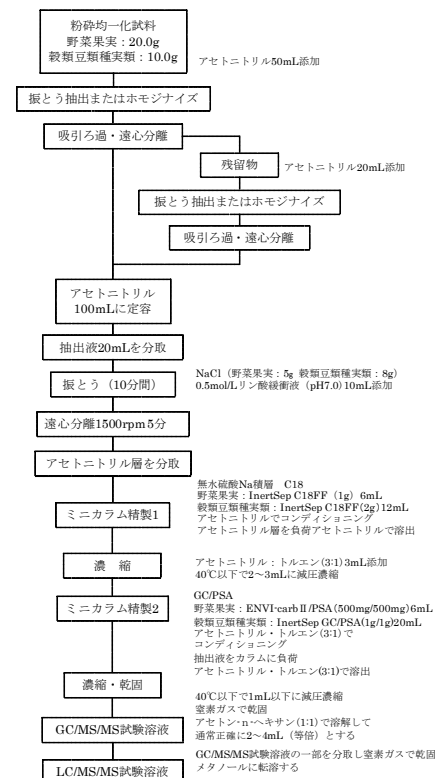 粉砕均一化試料
野菜果実：20.0g
穀類豆類種実類：10.0g
アセトニトリル50mL添加
振とう抽出またはホモジナイズ
吸引ろ過・遠心分離
残留物
アセトニトリル20mL添加
振とう抽出またはホモジナイズ
吸引ろ過・遠心分離
アセトニトリル
100mLに定容
抽出液20mLを分取
振とう（10分間）
NaCl（野菜果実：5g 穀類豆類種実類：8g）
0.5mol/Lリン酸緩衝液（pH7.0）10mL添加
遠心分離1500rpm5分
アセトニトリル層を分取
ミニカラム精製1
無水硫酸Na積層　C18
野菜果実：InertSep C18FF（1g）6mL
穀類豆類種実類：InertSep C18FF(2g)12mL
アセトニトリルでコンディショニング
アセトニトリル層を負荷アセトニトリルで溶出
濃　縮
アセトニトリル：トルエン(3:1) 3mL添加
40℃以下で2～3mLに減圧濃縮
ミニカラム精製2
GC/PSA
野菜果実：ENVI-carbⅡ/PSA(500mg/500mg)6mL
穀類豆類種実類：InertSep GC/PSA(1g/1g)20mL
アセトニトリル・トルエン(3:1)で
コンディショニング
抽出液をカラムに負荷
アセトニトリル・トルエン(3:1)で溶出
濃縮・乾固
40℃以下で1mL以下に減圧濃縮
窒素ガスで乾固
アセトン-n-ヘキサン(1:1)で溶解して
通常正確に2～4mL（等倍）とする
GC/MS/MS試験溶液
GC/MS/MS試験溶液の一部を分取し窒素ガスで乾固
メタノールに転溶する
LC/MS/MS試験溶液